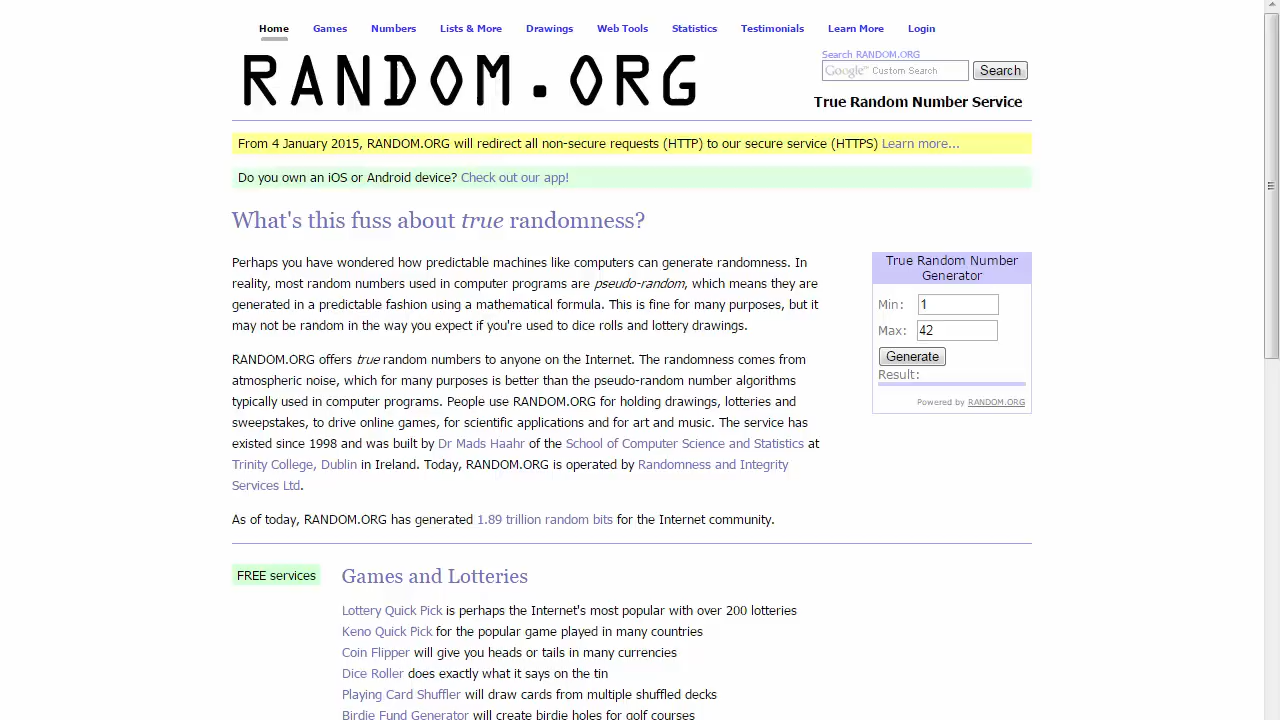 Home Games Numbers Lists & More Drawings Web Tools Statistics Testimonials Learn More Login
RANDOM.ORG
Search RANDOM.ORG
Google™ Custom Search Search
True Random Number Service
From 4 January 2015, RANDOM.ORG will redirect all non-secure requests (HTTP) to our secure service (HTTPS) Learn more...
Do you own an iOS or Android device? Check out our app!
What's this fuss about true randomness?
Perhaps you have wondered how predictable machines like computers can generate randomness. In
reality, most random numbers used in computer programs are pseudo-random, which means they are
generated in a predictable fashion using a mathematical formula. This is fine for many purposes, but it
may not be random in the way you expect if you're used to dice rolls and lottery drawings.
RANDOM.ORG offers true random numbers to anyone on the Internet. The randomness comes from
atmospheric noise, which for many purposes is better than the pseudo-random number algorithms
typically used in computer programs. People use RANDOM.ORG for holding drawings, lotteries and
sweepstakes, to drive online games, for scientific applications and for art and music. The service has
existed since 1998 and was built by Dr Mads Haahr of the School of Computer Science and Statistics at
Trinity College, Dublin in Ireland. Today, RANDOM.ORG is operated by Randomness and Integrity
Services Ltd.
As of today, RANDOM.ORG has generated 1.89 trillion random bits for the Internet community.
True Random Number
Generator
Min: 1
Max: 42
Generate
Result:
Powered by RANDOM.ORG
FREE services
Games and Lotteries
Lottery Quick Pick is perhaps the Internet's most popular with over 200 lotteries
Keno Quick Pick for the popular game played in many countries
Coin Flipper will give you heads or tails in many currencies
Dice Roller does exactly what it says on the tin
Playing Card Shuffler will draw cards from multiple shuffled decks
Birdie Fund Generator will create birdie holes for golf courses